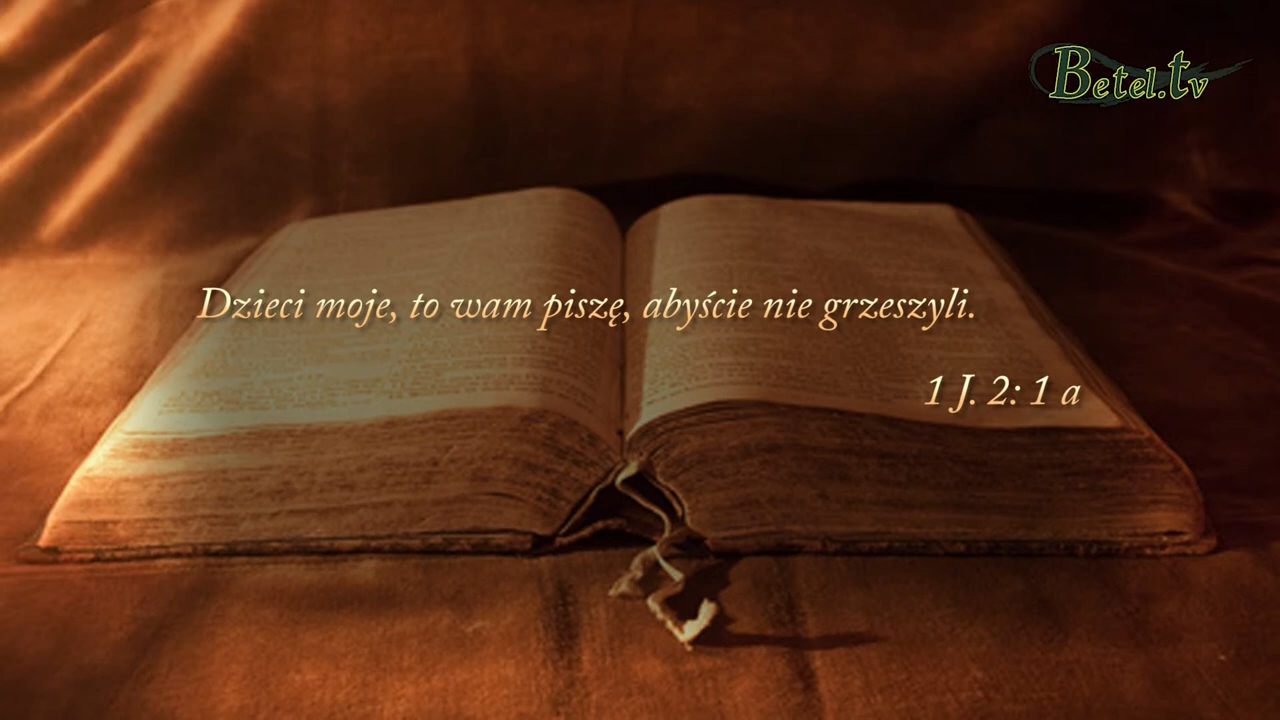 Betel.tv
Dzieci moje, to wam piszę, abyście nie grzeszyli.
1 J. 2: 1 a